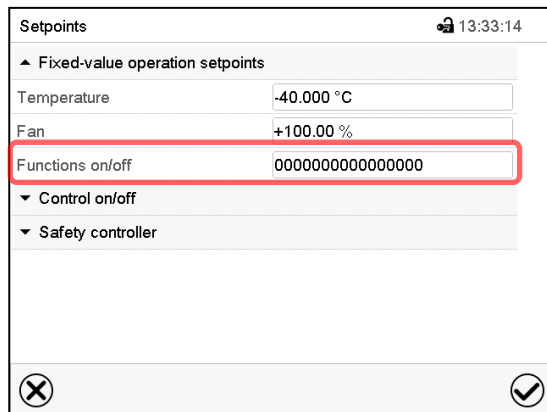 Setpoints 13:33:14
Fixed-value operation setpoints
Temperature -40.000 °C
Fan +100.00 %
Functions on/off 0000000000000000
Control on/off
Safety controller